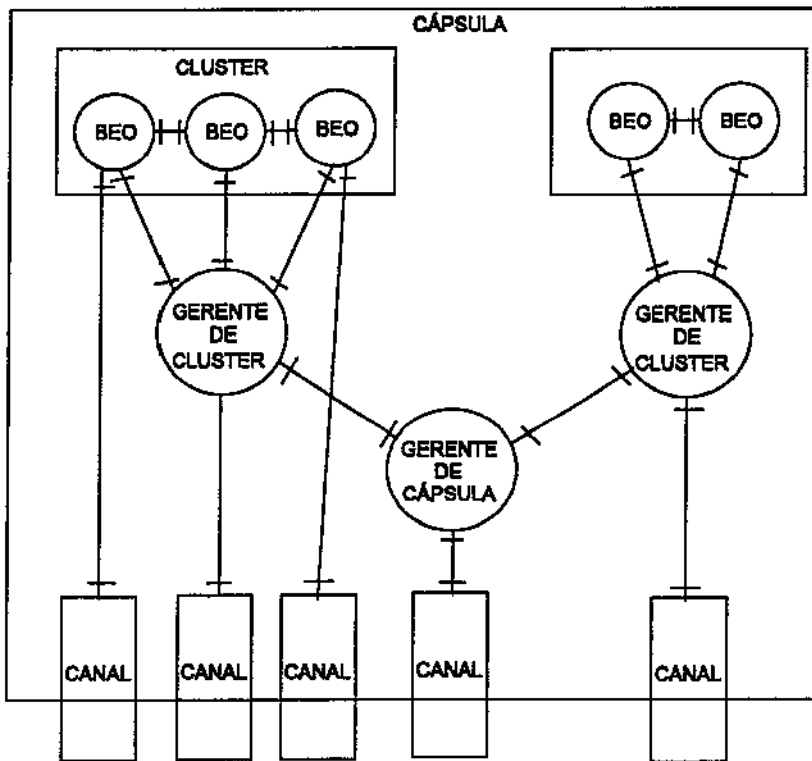 CÁPSULA
CLUSTER
BEO
BEO
BEO
BEO
BEO
GERENTE
DE
CLUSTER
GERENTE
DE
CLUSTER
GERENTE
DE
CÁPSULA
CANAL
CANAL
CANAL
CANAL
CANAL